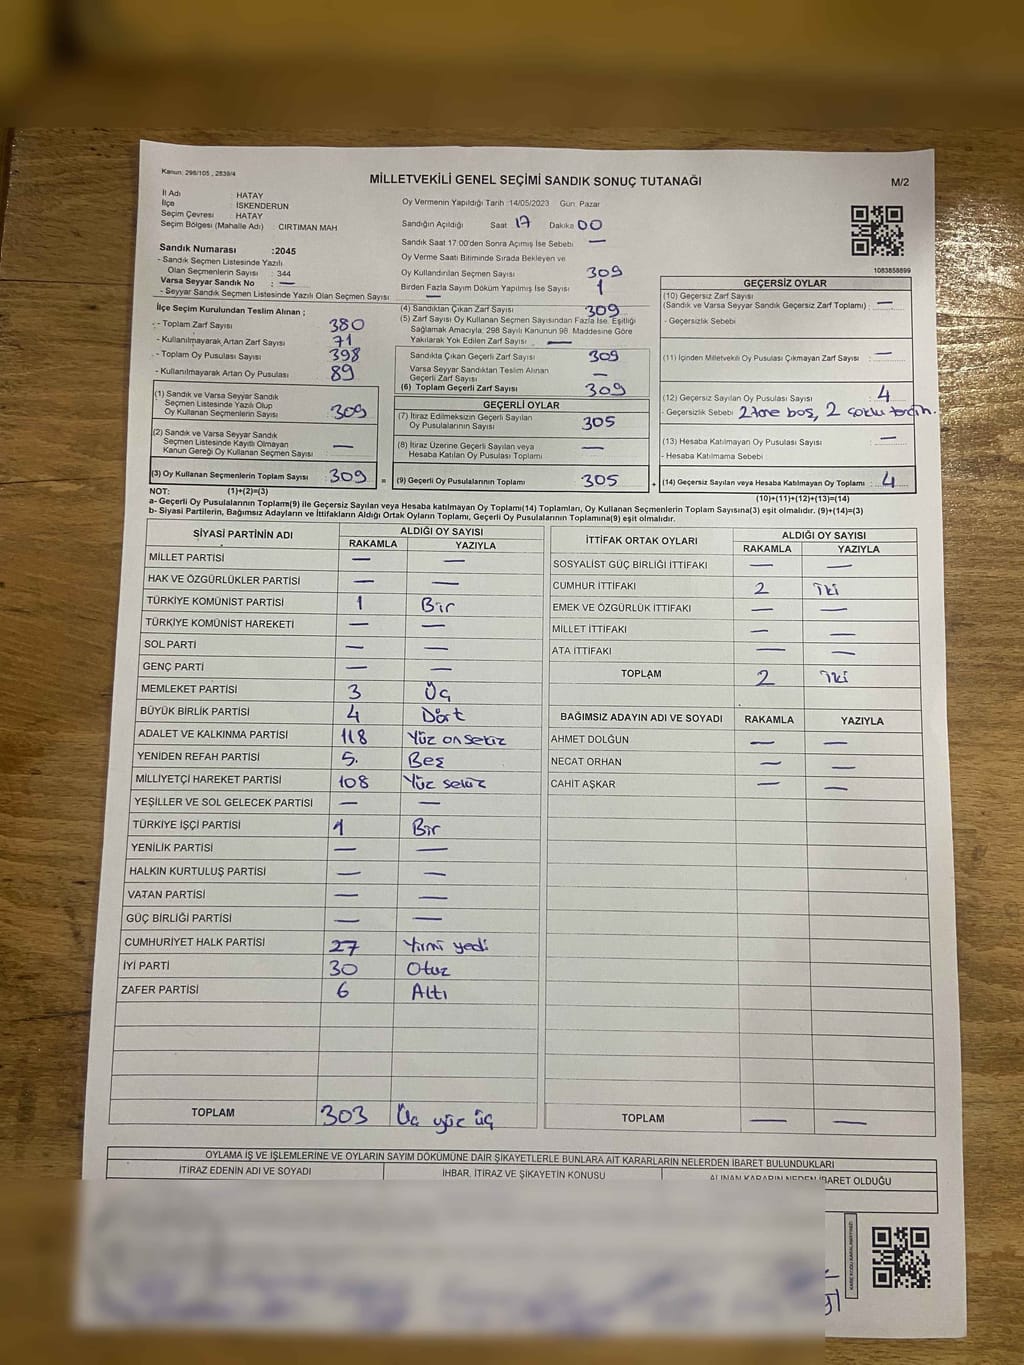 Kanun: 298/105 , 2839/4
MİLLETVEKİLİ GENEL SEÇİMİ SANDIK SONUÇ TUTANAĞI
M/2
İl Adı : HATAY
İlçe : İSKENDERUN
Seçim Çevresi : HATAY
Seçim Bölgesi (Mahalle Adı) CIRTIMAN MAH
Sandık Numarası :2045
- Sandık Seçmen Listesinde Yazılı
Olan Seçmenlerin Sayısı : 344
Varsa Seyyar Sandık No : —
- Seyyar Sandık Seçmen Listesinde Yazılı Olan Seçmen Sayısı —
Oy Vermenin Yapıldığı Tarih :14/05/2023 Gün: Pazar
Sandığın Açıldığı Saat 17 Dakika 00
Sandık Saat 17:00'den Sonra Açılmış İse Sebebi —
Oy Verme Saati Bitiminde Sırada Bekleyen ve
Oy Kullandırılan Seçmen Sayısı 309
Birden Fazla Sayım Döküm Yapılmış İse Sayısı 1
1083858899
İlçe Seçim Kurulundan Teslim Alınan ;
- Toplam Zarf Sayısı 380
- Kullanılmayarak Artan Zarf Sayısı 71
- Toplam Oy Pusulası Sayısı 398
- Kullanılmayarak Artan Oy Pusulası 89
(1) Sandık ve Varsa Seyyar Sandık
Seçmen Listesinde Yazılı Olup
Oy Kullanan Seçmenlerin Sayısı 309
(2) Sandık ve Varsa Seyyar Sandık
Seçmen Listesinde Kayıtlı Olmayan
Kanun Gereği Oy Kullanan Seçmen Sayısı —
(3) Oy Kullanan Seçmenlerin Toplam Sayısı 309 =
(4) Sandıktan Çıkan Zarf Sayısı 309
(5) Zarf Sayısı Oy Kullanan Seçmen Sayısından Fazla İse, Eşitliği
Sağlamak Amacıyla, 298 Sayılı Kanunun 98. Maddesine Göre
Yakılarak Yok Edilen Zarf Sayısı —
Sandıkta Çıkan Geçerli Zarf Sayısı 309
Varsa Seyyar Sandıktan Teslim Alınan
Geçerli Zarf Sayısı —
(6) Toplam Geçerli Zarf Sayısı 309
GEÇERLİ OYLAR
(7) İtiraz Edilmeksizin Geçerli Sayılan
Oy Pusulalarının Sayısı 305
(8) İtiraz Üzerine Geçerli Sayılan veya
Hesaba Katılan Oy Pusulası Toplamı —
(9) Geçerli Oy Pusulalarının Toplamı 305 +
GEÇERSİZ OYLAR
(10) Geçersiz Zarf Sayısı
(Sandık ve Varsa Seyyar Sandık Geçersiz Zarf Toplamı) : —
- Geçersizlik Sebebi
(11) İçinden Milletvekili Oy Pusulası Çıkmayan Zarf Sayısı : —
(12) Geçersiz Sayılan Oy Pusulası Sayısı : 4
- Geçersizlik Sebebi 2 tane boş, 2 çoklu tercih.
(13) Hesaba Katılmayan Oy Pusulası Sayısı : —
- Hesaba Katılmama Sebebi
(14) Geçersiz Sayılan veya Hesaba Katılmayan Oy Toplamı : 4
NOT: (1)+(2)=(3)
(10)+(11)+(12)+(13)=(14)
a- Geçerli Oy Pusulalarının Toplamı(9) ile Geçersiz Sayılan veya Hesaba Katılmayan Oy Toplamı(14) Toplamları, Oy Kullanan Seçmenlerin Toplam Sayısına(3) eşit olmalıdır. (9)+(14)=(3)
b- Siyasi Partilerin, Bağımsız Adayların ve İttifakların Aldığı Ortak Oyların Toplamı, Geçerli Oy Pusulalarının Toplamına(9) eşit olmalıdır.
SİYASİ PARTİNİN ADI ALDIĞI OY SAYISI
RAKAMLA YAZIYLA
MİLLET PARTİSİ — —
HAK VE ÖZGÜRLÜKLER PARTİSİ — —
TÜRKİYE KOMÜNİST PARTİSİ 1 Bir
TÜRKİYE KOMÜNİST HAREKETİ — —
SOL PARTİ — —
GENÇ PARTİ — —
MEMLEKET PARTİSİ 3 Üç
BÜYÜK BİRLİK PARTİSİ 4 Dört
ADALET VE KALKINMA PARTİSİ 118 Yüz on sekiz
YENİDEN REFAH PARTİSİ 5. Beş
MİLLİYETÇİ HAREKET PARTİSİ 108 Yüz sekiz
YEŞİLLER VE SOL GELECEK PARTİSİ — —
TÜRKİYE İŞÇİ PARTİSİ 1 Bir
YENİLİK PARTİSİ — —
HALKIN KURTULUŞ PARTİSİ — —
VATAN PARTİSİ — —
GÜÇ BİRLİĞİ PARTİSİ — —
CUMHURİYET HALK PARTİSİ 27 Yirmi yedi
İYİ PARTİ 30 Otuz
ZAFER PARTİSİ 6 Altı
TOPLAM 303 Üç yüz üç
İTTİFAK ORTAK OYLARI ALDIĞI OY SAYISI
RAKAMLA YAZIYLA
SOSYALİST GÜÇ BİRLİĞİ İTTİFAKI — —
CUMHUR İTTİFAKI 2 İki
EMEK VE ÖZGÜRLÜK İTTİFAKI — —
MİLLET İTTİFAKI — —
ATA İTTİFAKI — —
TOPLAM 2 İki
BAĞIMSIZ ADAYIN ADI VE SOYADI RAKAMLA YAZIYLA
AHMET DOLĞUN — —
NECAT ORHAN — —
CAHİT AŞKAR — —
TOPLAM — —
OYLAMA İŞ VE İŞLEMLERİNE VE OYLARIN SAYIM DÖKÜMÜNE DAİR ŞİKAYETLERLE BUNLARA AİT KARARLARIN NELERDEN İBARET BULUNDUKLARI
İTİRAZ EDENİN ADI VE SOYADI İHBAR, İTİRAZ VE ŞİKAYETİN KONUSU ALINAN KARARIN NEDEN İBARET OLDUĞU